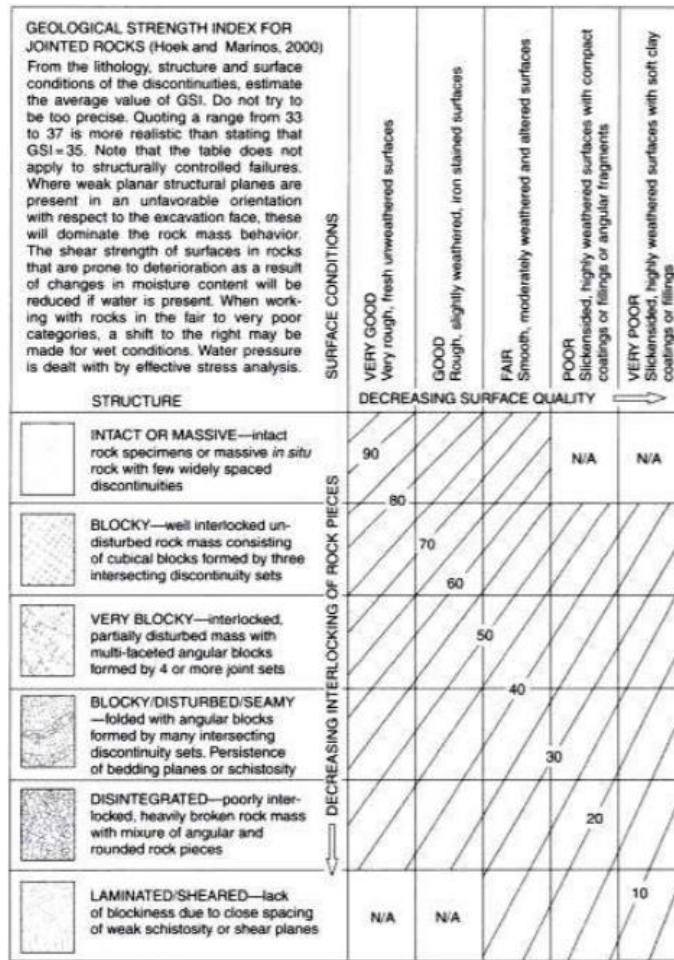 GEOLOGICAL STRENGTH INDEX FOR
JOINTED ROCKS (Hoek and Marinos, 2000)
From the lithology, structure and surface
conditions of the discontinuities, estimate
the average value of GSI. Do not try to
be too precise. Quoting a range from 33
to 37 is more realistic than stating that
GSI = 35. Note that the table does not
apply to structurally controlled failures.
Where weak planar structural planes are
present in an unfavorable orientation
with respect to the excavation face, these
will dominate the rock mass behavior.
The shear strength of surfaces in rocks
that are prone to deterioration as a result
of changes in moisture content will be
reduced if water is present. When work-
ing with rocks in the fair to very poor
categories, a shift to the right may be
made for wet conditions. Water pressure
is dealt with by effective stress analysis.
SURFACE CONDITIONS
VERY GOOD
Very rough, fresh unweathered surfaces
GOOD
Rough, slightly weathered, iron stained surfaces
FAIR
Smooth, moderately weathered and altered surfaces
POOR
Slickensided, highly weathered surfaces with compact
coatings or fillings or angular fragments
VERY POOR
Slickensided, highly weathered surfaces with soft clay
coatings or fillings
STRUCTURE
DECREASING SURFACE QUALITY
DECREASING INTERLOCKING OF ROCK PIECES
INTACT OR MASSIVE—intact
rock specimens or massive in situ
rock with few widely spaced
discontinuities
90
N/A
N/A
80
BLOCKY—well interlocked un-
disturbed rock mass consisting
of cubical blocks formed by three
intersecting discontinuity sets
70
60
VERY BLOCKY—interlocked,
partially disturbed mass with
multi-faceted angular blocks
formed by 4 or more joint sets
50
40
BLOCKY/DISTURBED/SEAMY
—folded with angular blocks
formed by many intersecting
discontinuity sets. Persistence
of bedding planes or schistosity
30
DISINTEGRATED—poorly inter-
locked, heavily broken rock mass
with mixture of angular and
rounded rock pieces
20
LAMINATED/SHEARED—lack
of blockiness due to close spacing
of weak schistosity or shear planes
N/A
N/A
10